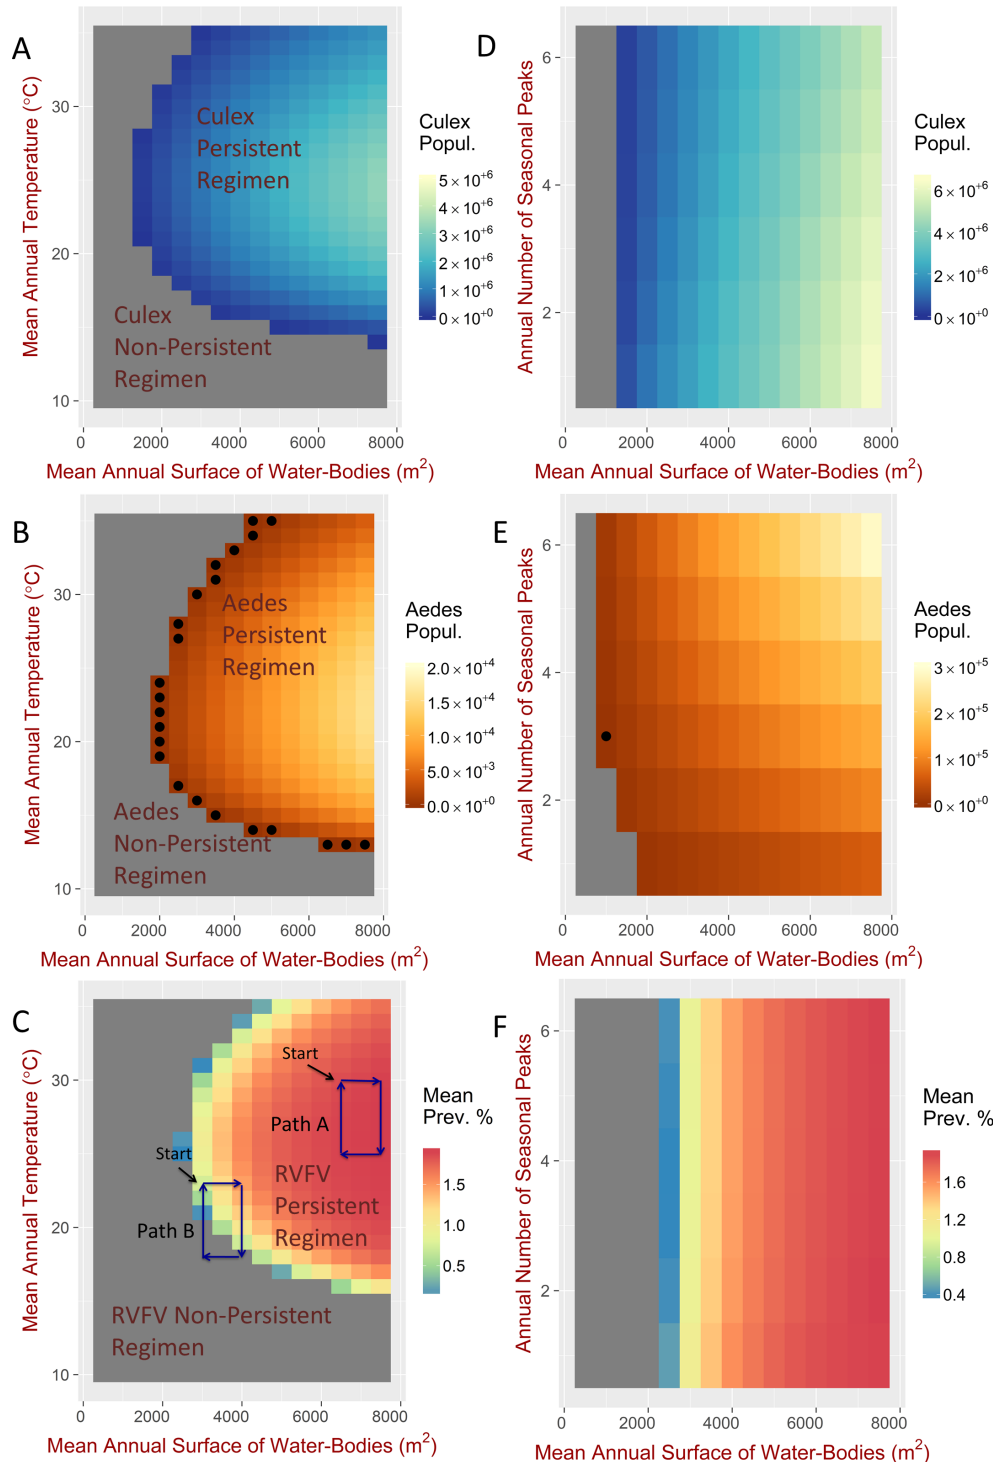 A
Mean Annual Temperature (°C)
30
20
10
Culex
Persistent
Regimen
Culex
Non-Persistent
Regimen
0 2000 4000 6000 8000
Mean Annual Surface of Water-Bodies (m²)
Culex
Popul.
5 × 10⁺⁶
4 × 10⁺⁶
3 × 10⁺⁶
2 × 10⁺⁶
1 × 10⁺⁶
0 × 10⁺⁰
D
Annual Number of Seasonal Peaks
6
4
2
0 2000 4000 6000 8000
Mean Annual Surface of Water-Bodies (m²)
Culex
Popul.
6 × 10⁺⁶
4 × 10⁺⁶
2 × 10⁺⁶
0 × 10⁺⁰
B
Mean Annual Temperature (°C)
30
20
10
Aedes
Persistent
Regimen
Aedes
Non-Persistent
Regimen
0 2000 4000 6000 8000
Mean Annual Surface of Water-Bodies (m²)
Aedes
Popul.
2.0 × 10⁺⁴
1.5 × 10⁺⁴
1.0 × 10⁺⁴
5.0 × 10⁺³
0.0 × 10⁺⁰
E
Annual Number of Seasonal Peaks
6
4
2
0 2000 4000 6000 8000
Mean Annual Surface of Water-Bodies (m²)
Aedes
Popul.
3 × 10⁺⁵
2 × 10⁺⁵
1 × 10⁺⁵
0 × 10⁺⁰
C
Mean Annual Temperature (°C)
30
20
10
Start
Path A
Start
Path B
RVFV
Persistent
Regimen
RVFV Non-Persistent
Regimen
0 2000 4000 6000 8000
Mean Annual Surface of Water-Bodies (m²)
Mean
Prev. %
1.5
1.0
0.5
F
Annual Number of Seasonal Peaks
6
4
2
0 2000 4000 6000 8000
Mean Annual Surface of Water-Bodies (m²)
Mean
Prev. %
1.6
1.2
0.8
0.4